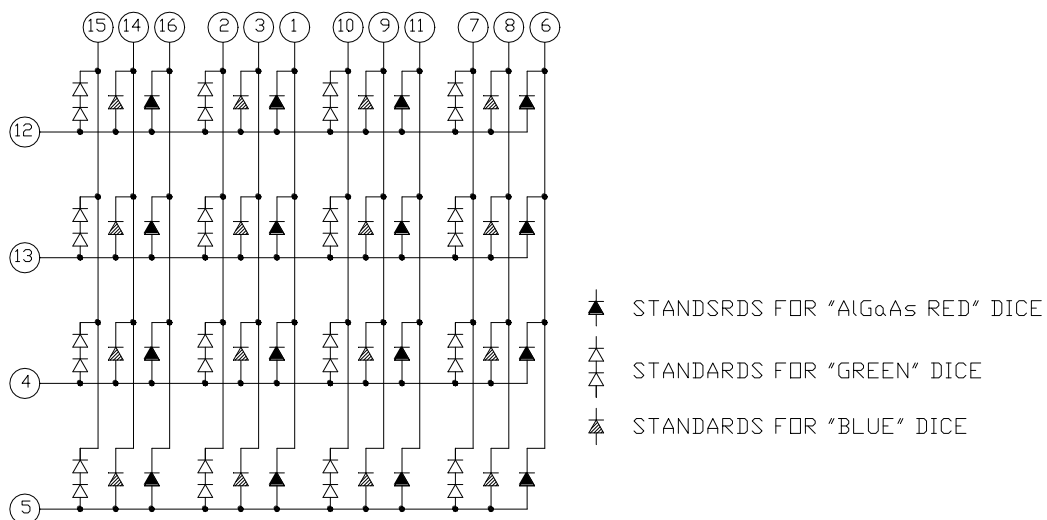 15 14 16 2 3 1 10 9 11 7 8 6
12
13
STANDSRDS FOR "AlGaAs RED" DICE
STANDARDS FOR "GREEN" DICE
4
STANDARDS FOR "BLUE" DICE
5